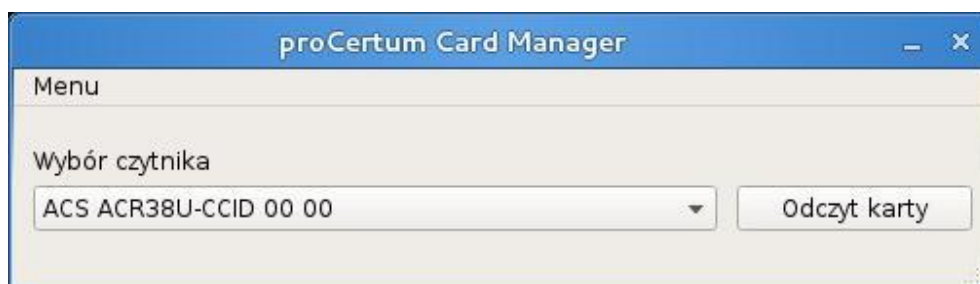 proCertum Card Manager
Menu
Wybór czytnika
ACS ACR38U-CCID 00 00
Odczyt karty